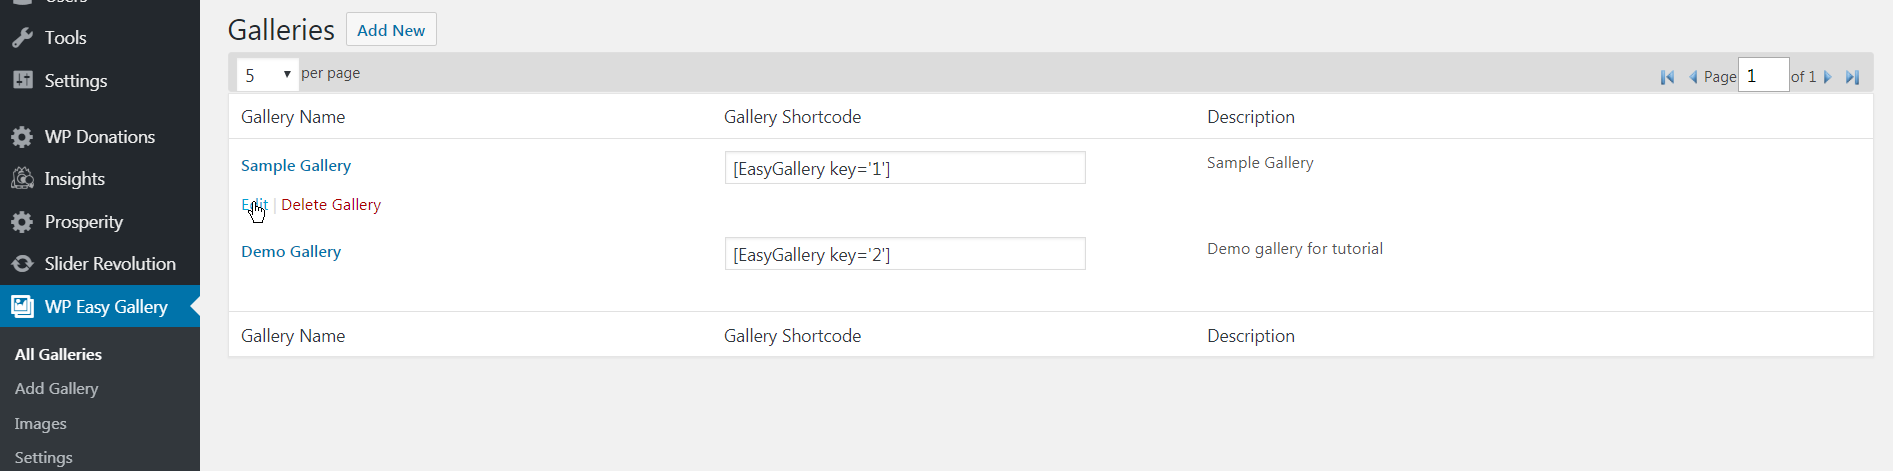 Users
Tools
Settings
WP Donations
Insights
Prosperity
Slider Revolution
WP Easy Gallery
All Galleries
Add Gallery
Images
Settings
Galleries Add New
5 per page Page 1 of 1
Gallery Name Gallery Shortcode Description
Sample Gallery [EasyGallery key='1'] Sample Gallery
Edit | Delete Gallery
Demo Gallery [EasyGallery key='2'] Demo gallery for tutorial
Gallery Name Gallery Shortcode Description